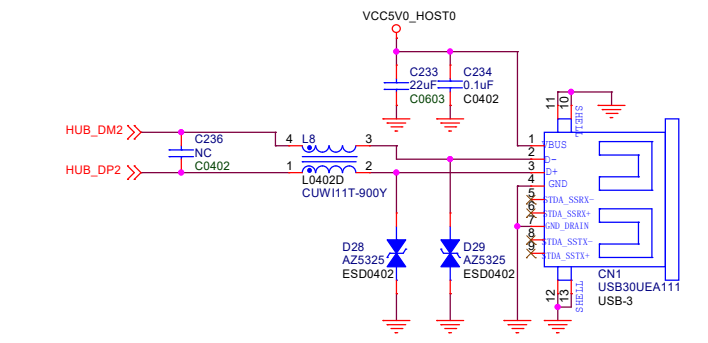 VCC5V0_HOST0
C233
22uF
C0603
C234
0.1uF
C0402
11
10
SHELL
HUB_DM2
C236
NC
C0402
HUB_DP2
4
L8
3
1
2
L0402D
CUWI11T-900Y
1
VBUS
2
D-
3
D+
4
GND
5
STDA_SSRX-
6
STDA_SSRX+
7
GND_DRAIN
8
STDA_SSTX-
9
STDA_SSTX+
D28
AZ5325
ESD0402
D29
AZ5325
ESD0402
CN1
USB30UEA111
USB-3
12
13
SHELL